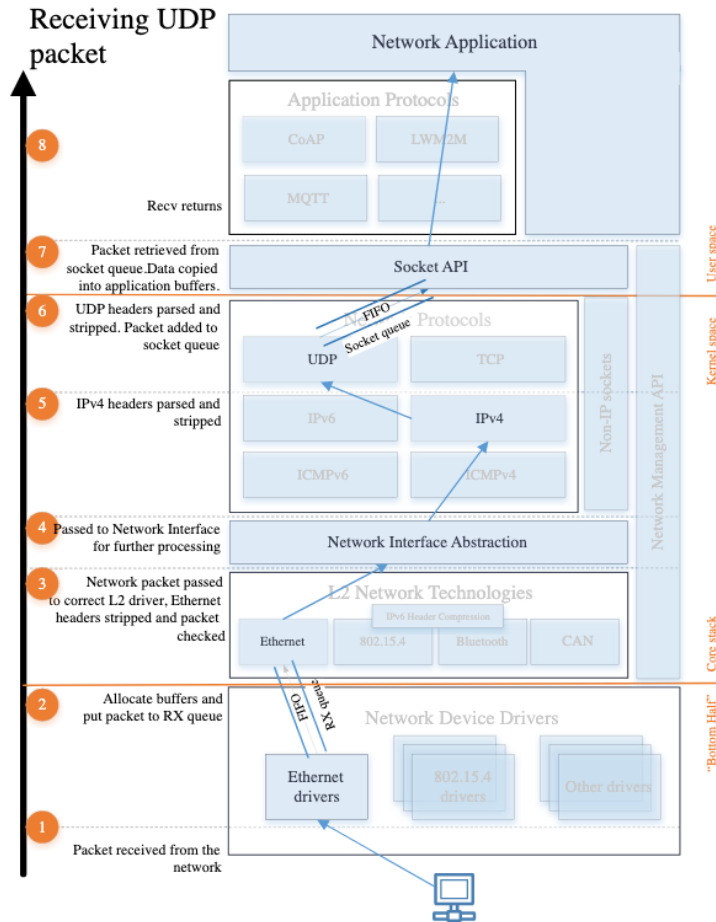 Receiving UDP
packet
Network Application
Application Protocols
8
CoAP
LWM2M
MQTT
...
Recv returns
7
Packet retrieved from
socket queue.Data copied
into application buffers.
Socket API
User space
6
UDP headers parsed and
stripped. Packet added to
socket queue
FIFO
Socket queue
Protocols
UDP
TCP
Kernel space
5
IPv4 headers parsed and
stripped
IPv6
IPv4
ICMPv6
ICMPv4
Non-IP sockets
Network Management API
4
Passed to Network Interface
for further processing
Network Interface Abstraction
3
Network packet passed
to correct L2 driver, Ethernet
headers stripped and packet
checked
L2 Network Technologies
IPv6 Header Compression
Ethernet
802.15.4
Bluetooth
CAN
Core stack
FIFO
RX queue
2
Allocate buffers and
put packet to RX queue
Network Device Drivers
"Bottom Half"
Ethernet
drivers
802.15.4
drivers
Other drivers
1
Packet received from the
network